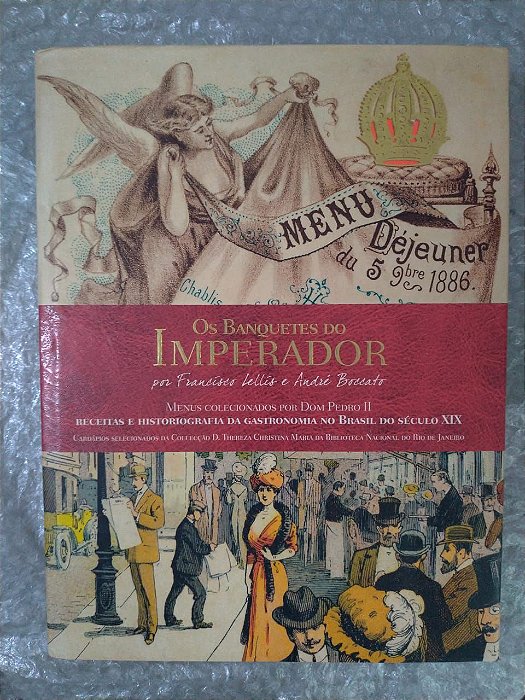 MENU
Déjeuner
du 5 9bre 1886.
Chablis
Os Banquetes do
Imperador
por Francisco Lellis e André Boccato
Menus colecionados por Dom Pedro II
receitas e historiografia da gastronomia no Brasil do século XIX
Cardápios selecionados da Collecção D. Thereza Christina Maria da Biblioteca Nacional do Rio de Janeiro